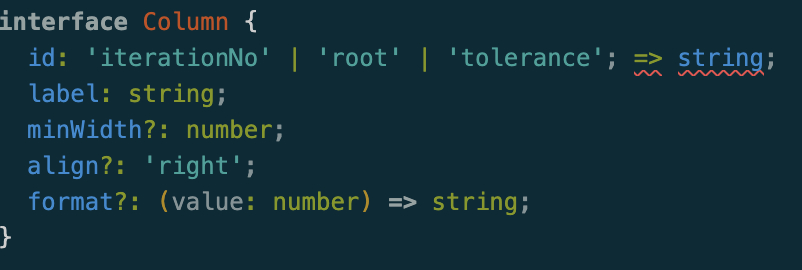 interface Column {
  id: 'iterationNo' | 'root' | 'tolerance'; => string;
  label: string;
  minWidth?: number;
  align?: 'right';
  format?: (value: number) => string;
}